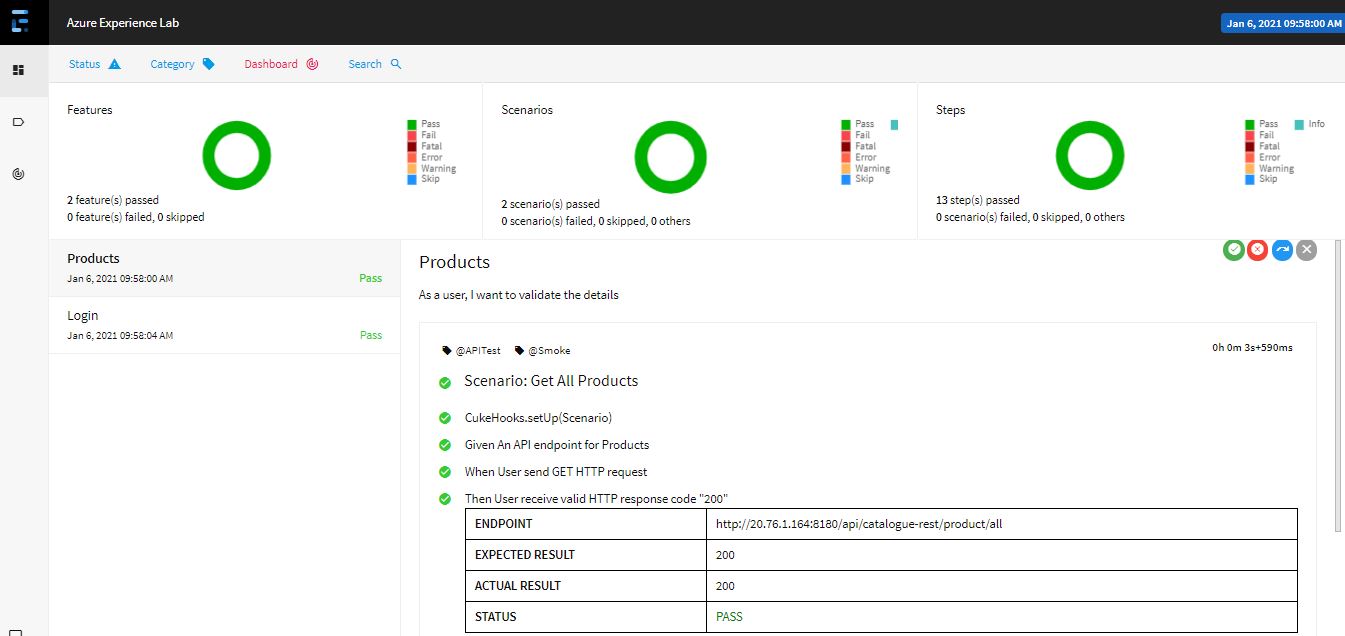 Azure Experience Lab
Jan 6, 2021 09:58:00 AM
Status
Category
Dashboard
Search
Features
Pass
Fail
Fatal
Error
Warning
Skip
2 feature(s) passed
0 feature(s) failed, 0 skipped
Scenarios
Pass
Fail
Fatal
Error
Warning
Skip
2 scenario(s) passed
0 scenario(s) failed, 0 skipped, 0 others
Steps
Pass
Info
Fail
Fatal
Error
Warning
Skip
13 step(s) passed
0 scenario(s) failed, 0 skipped, 0 others
Products
Jan 6, 2021 09:58:00 AM
Pass
Login
Jan 6, 2021 09:58:04 AM
Pass
Products
As a user, I want to validate the details
@APITest @Smoke
0h 0m 3s+590ms
Scenario: Get All Products
CukeHooks.setUp(Scenario)
Given An API endpoint for Products
When User send GET HTTP request
Then User receive valid HTTP response code "200"
ENDPOINT http://20.76.1.164:8180/api/catalogue-rest/product/all
EXPECTED RESULT 200
ACTUAL RESULT 200
STATUS PASS